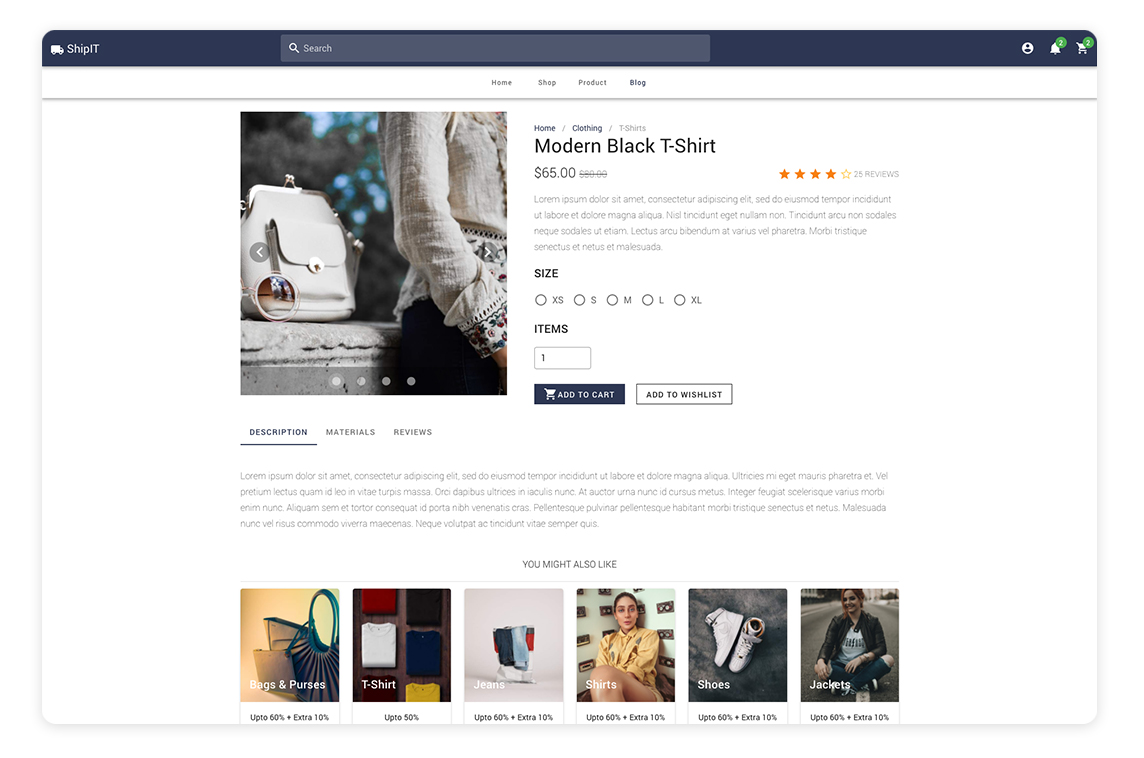 ShipIT
Search
2
2
Home Shop Product Blog
Home / Clothing / T-Shirts
Modern Black T-Shirt
$65.00 $80.00
25 REVIEWS
Lorem ipsum dolor sit amet, consectetur adipiscing elit, sed do eiusmod tempor incididunt
ut labore et dolore magna aliqua. Nisl tincidunt eget nullam non. Tincidunt arcu non sodales
neque sodales ut etiam. Lectus arcu bibendum at varius vel pharetra. Morbi tristique
senectus et netus et malesuada.
SIZE
XS S M L XL
ITEMS
1
ADD TO CART ADD TO WISHLIST
DESCRIPTION MATERIALS REVIEWS
Lorem ipsum dolor sit amet, consectetur adipiscing elit, sed do eiusmod tempor incididunt ut labore et dolore magna aliqua. Ultricies mi eget mauris pharetra et. Vel
pretium lectus quam id leo in vitae turpis massa. Orci dapibus ultrices in iaculis nunc. At auctor urna nunc id cursus metus. Integer feugiat scelerisque varius morbi
enim nunc. Aliquam sem et tortor consequat id porta nibh venenatis cras. Pellentesque pulvinar pellentesque habitant morbi tristique senectus et netus. Malesuada
nunc vel risus commodo viverra maecenas. Neque volutpat ac tincidunt vitae semper quis.
YOU MIGHT ALSO LIKE
Bags & Purses T-Shirt Jeans Shirts Shoes Jackets
Upto 60% + Extra 10% Upto 50% Upto 60% + Extra 10% Upto 60% + Extra 10% Upto 60% + Extra 10% Upto 60% + Extra 10%